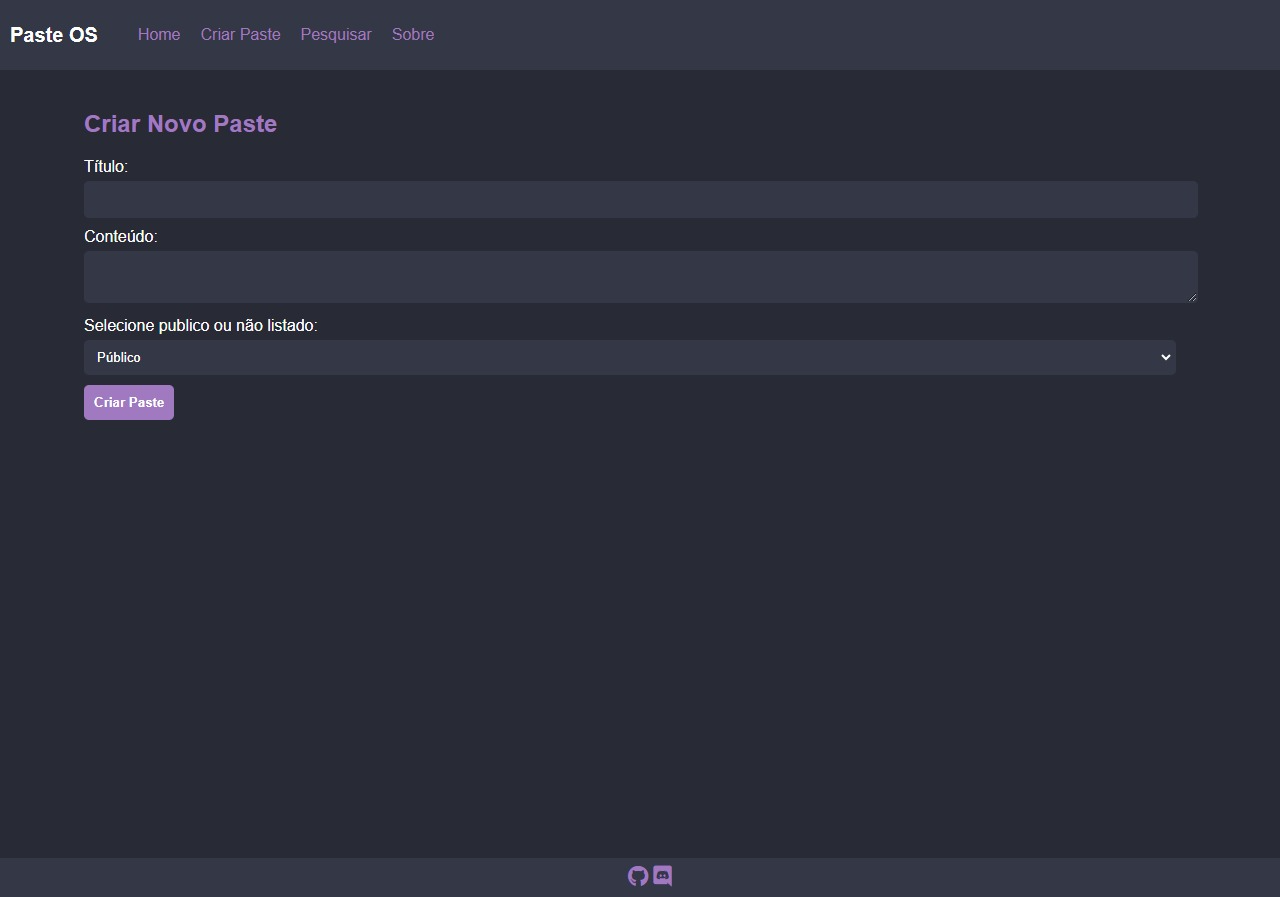 Paste OS Home Criar Paste Pesquisar Sobre
Criar Novo Paste
Título:
Conteúdo:
Selecione publico ou não listado:
Público
Criar Paste